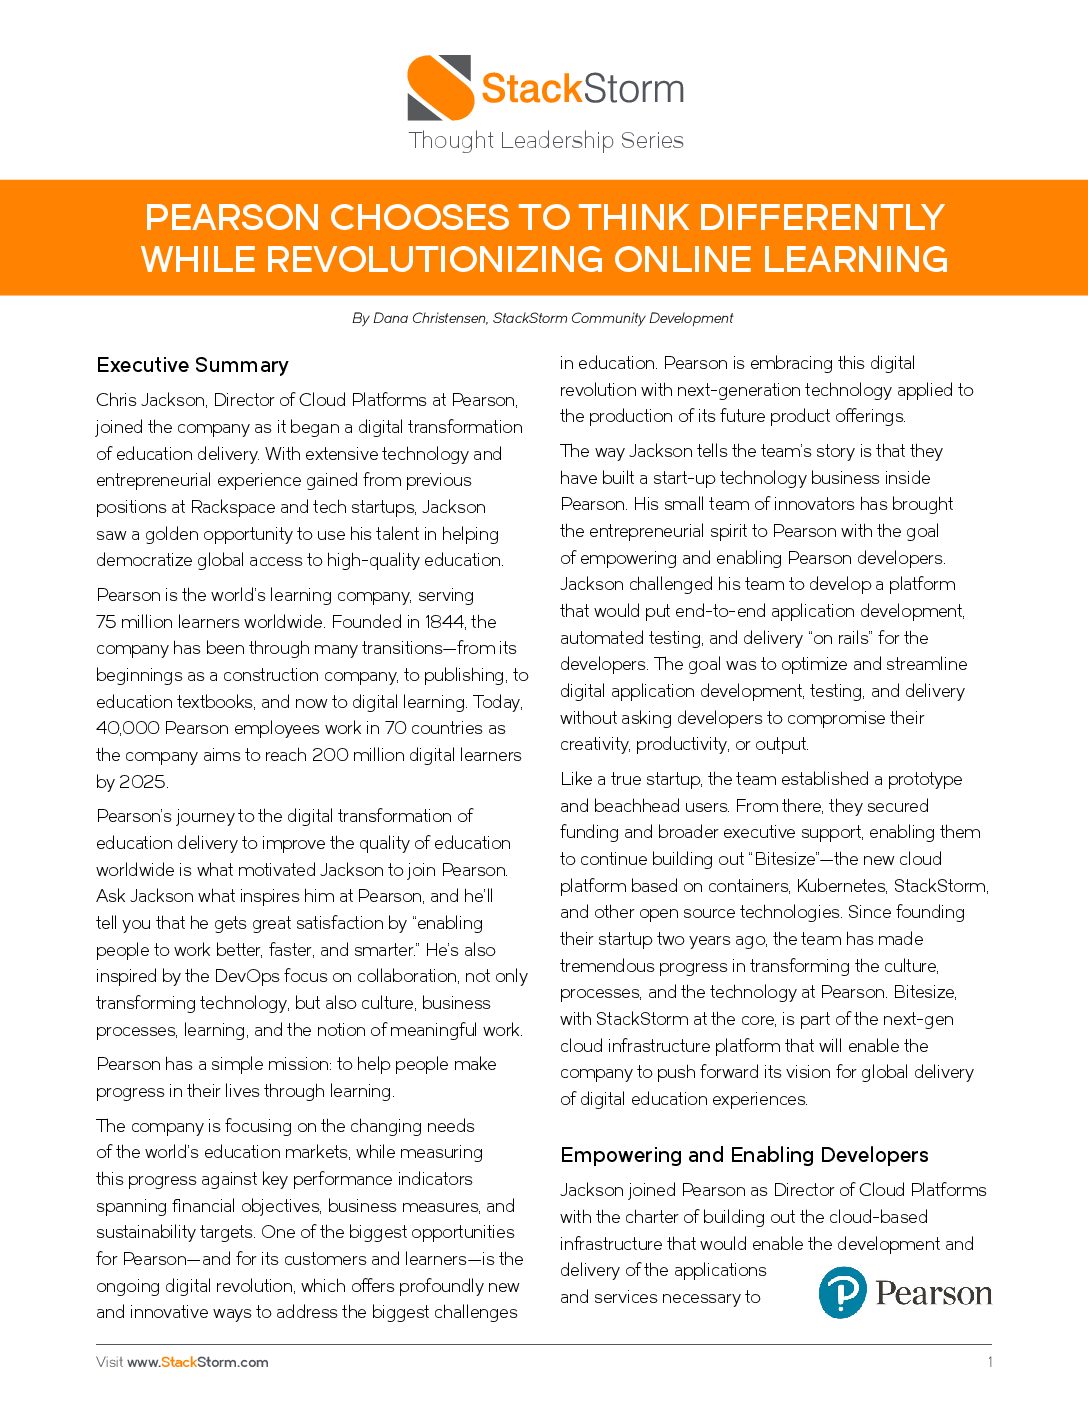 StackStorm
Thought Leadership Series
PEARSON CHOOSES TO THINK DIFFERENTLY
WHILE REVOLUTIONIZING ONLINE LEARNING
By Dana Christensen, StackStorm Community Development
Executive Summary
Chris Jackson, Director of Cloud Platforms at Pearson,
joined the company as it began a digital transformation
of education delivery. With extensive technology and
entrepreneurial experience gained from previous
positions at Rackspace and tech startups, Jackson
saw a golden opportunity to use his talent in helping
democratize global access to high-quality education.
Pearson is the world's learning company, serving
75 million learners worldwide. Founded in 1844, the
company has been through many transitions—from its
beginnings as a construction company, to publishing, to
education textbooks, and now to digital learning. Today,
40,000 Pearson employees work in 70 countries as
the company aims to reach 200 million digital learners
by 2025.
Pearson's journey to the digital transformation of
education delivery to improve the quality of education
worldwide is what motivated Jackson to join Pearson.
Ask Jackson what inspires him at Pearson, and he'll
tell you that he gets great satisfaction by “enabling
people to work better, faster, and smarter.” He's also
inspired by the DevOps focus on collaboration, not only
transforming technology, but also culture, business
processes, learning, and the notion of meaningful work.
Pearson has a simple mission: to help people make
progress in their lives through learning.
The company is focusing on the changing needs
of the world's education markets, while measuring
this progress against key performance indicators
spanning financial objectives, business measures, and
sustainability targets. One of the biggest opportunities
for Pearson—and for its customers and learners—is the
ongoing digital revolution, which offers profoundly new
and innovative ways to address the biggest challenges
in education. Pearson is embracing this digital
revolution with next-generation technology applied to
the production of its future product offerings.
The way Jackson tells the team's story is that they
have built a start-up technology business inside
Pearson. His small team of innovators has brought
the entrepreneurial spirit to Pearson with the goal
of empowering and enabling Pearson developers.
Jackson challenged his team to develop a platform
that would put end-to-end application development,
automated testing, and delivery “on rails” for the
developers. The goal was to optimize and streamline
digital application development, testing, and delivery
without asking developers to compromise their
creativity, productivity, or output.
Like a true startup, the team established a prototype
and beachhead users. From there, they secured
funding and broader executive support, enabling them
to continue building out “Bitesize”—the new cloud
platform based on containers, Kubernetes, StackStorm,
and other open source technologies. Since founding
their startup two years ago, the team has made
tremendous progress in transforming the culture,
processes, and the technology at Pearson. Bitesize,
with StackStorm at the core, is part of the next-gen
cloud infrastructure platform that will enable the
company to push forward its vision for global delivery
of digital education experiences.
Empowering and Enabling Developers
Jackson joined Pearson as Director of Cloud Platforms
with the charter of building out the cloud-based
infrastructure that would enable the development and
delivery of the applications
and services necessary to
Pearson
Visit www.StackStorm.com
1